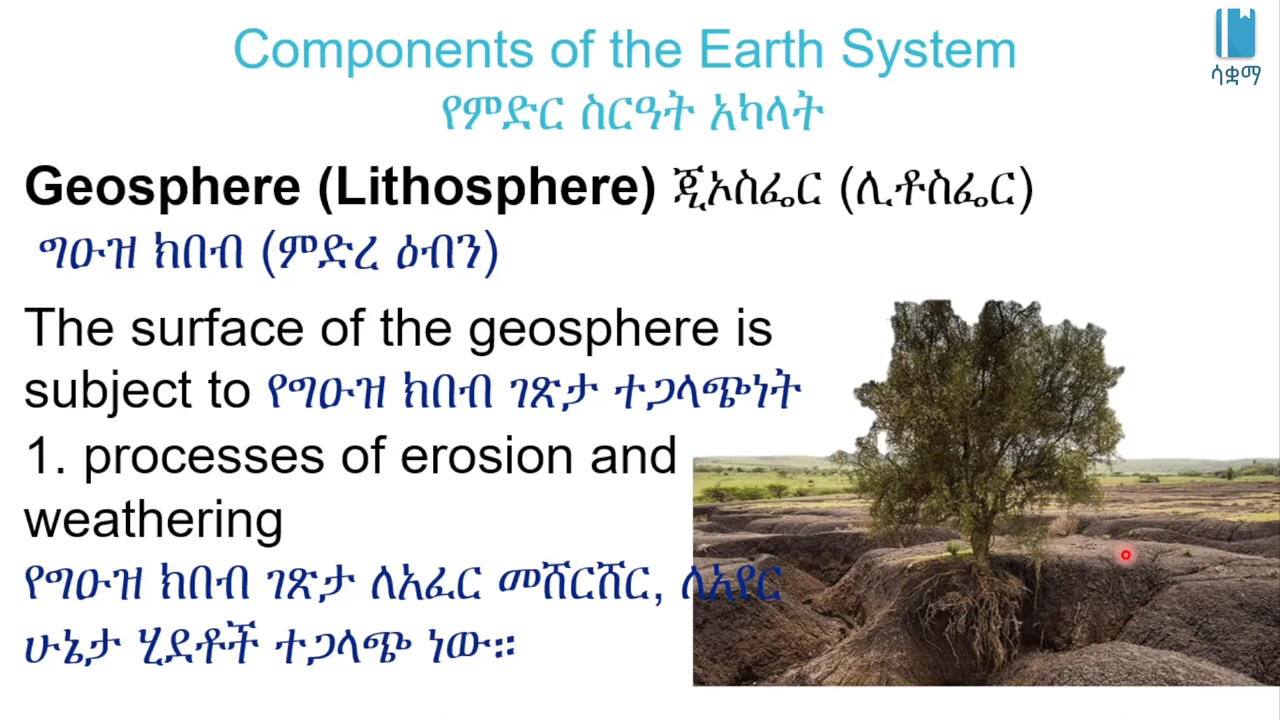 Components of the Earth System
የምድር ስርዓት አካላት
ሳቋማ
Geosphere (Lithosphere) ጂኦስፌር (ሊቶስፌር)
ግዑዝ ክበብ (ምድረ ዕብን)
The surface of the geosphere is
subject to የግዑዝ ክበብ ገጽታ ተጋላጭነት
1. processes of erosion and
weathering
የግዑዝ ክበብ ገጽታ ለአፈር መሸርሸር, ለአየር
ሁኔታ ሂደቶች ተጋላጭ ነው።